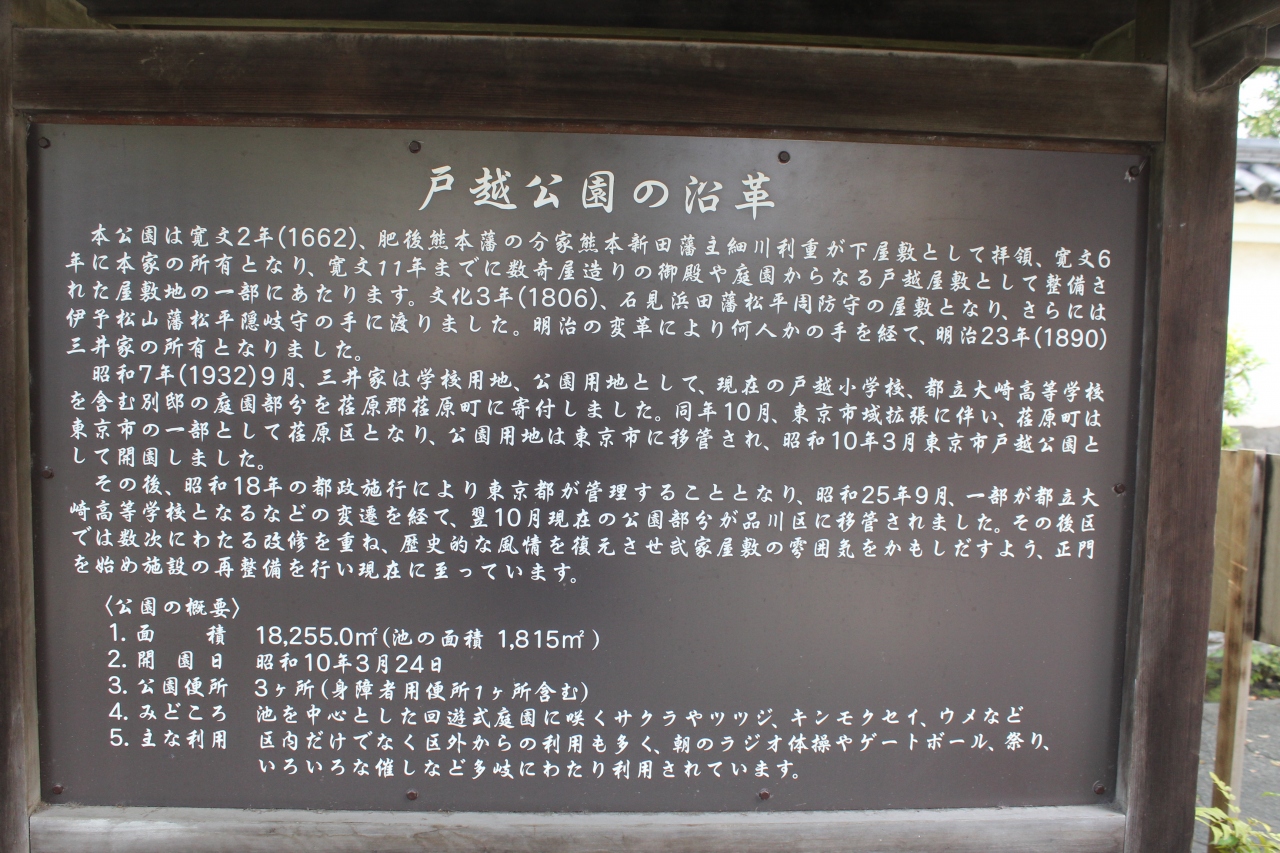 戸越公園の沿革
本公園は寛文2年(1662)、肥後熊本藩の分家熊本新田藩主細川利重が下屋敷として拝領、寛文6
年に本家の所有となり、寛文11年までに数奇屋造りの御殿や庭園からなる戸越屋敷として整備さ
れた屋敷地の一部にあたります。文化3年(1806)、石見浜田藩松平周防守の屋敷となり、さらには
伊予松山藩松平隠岐守の手に渡りました。明治の変革により何人かの手を経て、明治23年(1890)
三井家の所有となりました。
昭和7年(1932)9月、三井家は学校用地、公園用地として、現在の戸越小学校、都立大崎高等学校
を含む別邸の庭園部分を荏原郡荏原町に寄付しました。同年10月、東京市域拡張に伴い、荏原町は
東京市の一部として荏原区となり、公園用地は東京市に移管され、昭和10年3月東京市戸越公園と
して開園しました。
その後、昭和18年の都政施行により東京都が管理することとなり、昭和25年9月、一部が都立大
崎高等学校となるなどの変遷を経て、翌10月現在の公園部分が品川区に移管されました。その後区
では数次にわたる改修を重ね、歴史的な風情を復元させ武家屋敷の雰囲気をかもしだすよう、正門
を始め施設の再整備を行い現在に至っています。
〈公園の概要〉
1. 面 積 18,255.0㎡(池の面積 1,815㎡)
2. 開園日 昭和10年3月24日
3. 公園便所 3ヶ所(身障者用便所1ヶ所含む)
4. みどころ 池を中心とした回遊式庭園に咲くサクラやツツジ、キンモクセイ、ウメなど
5. 主な利用 区内だけでなく区外からの利用も多く、朝のラジオ体操やゲートボール、祭り、
いろいろな催しなど多岐にわたり利用されています。